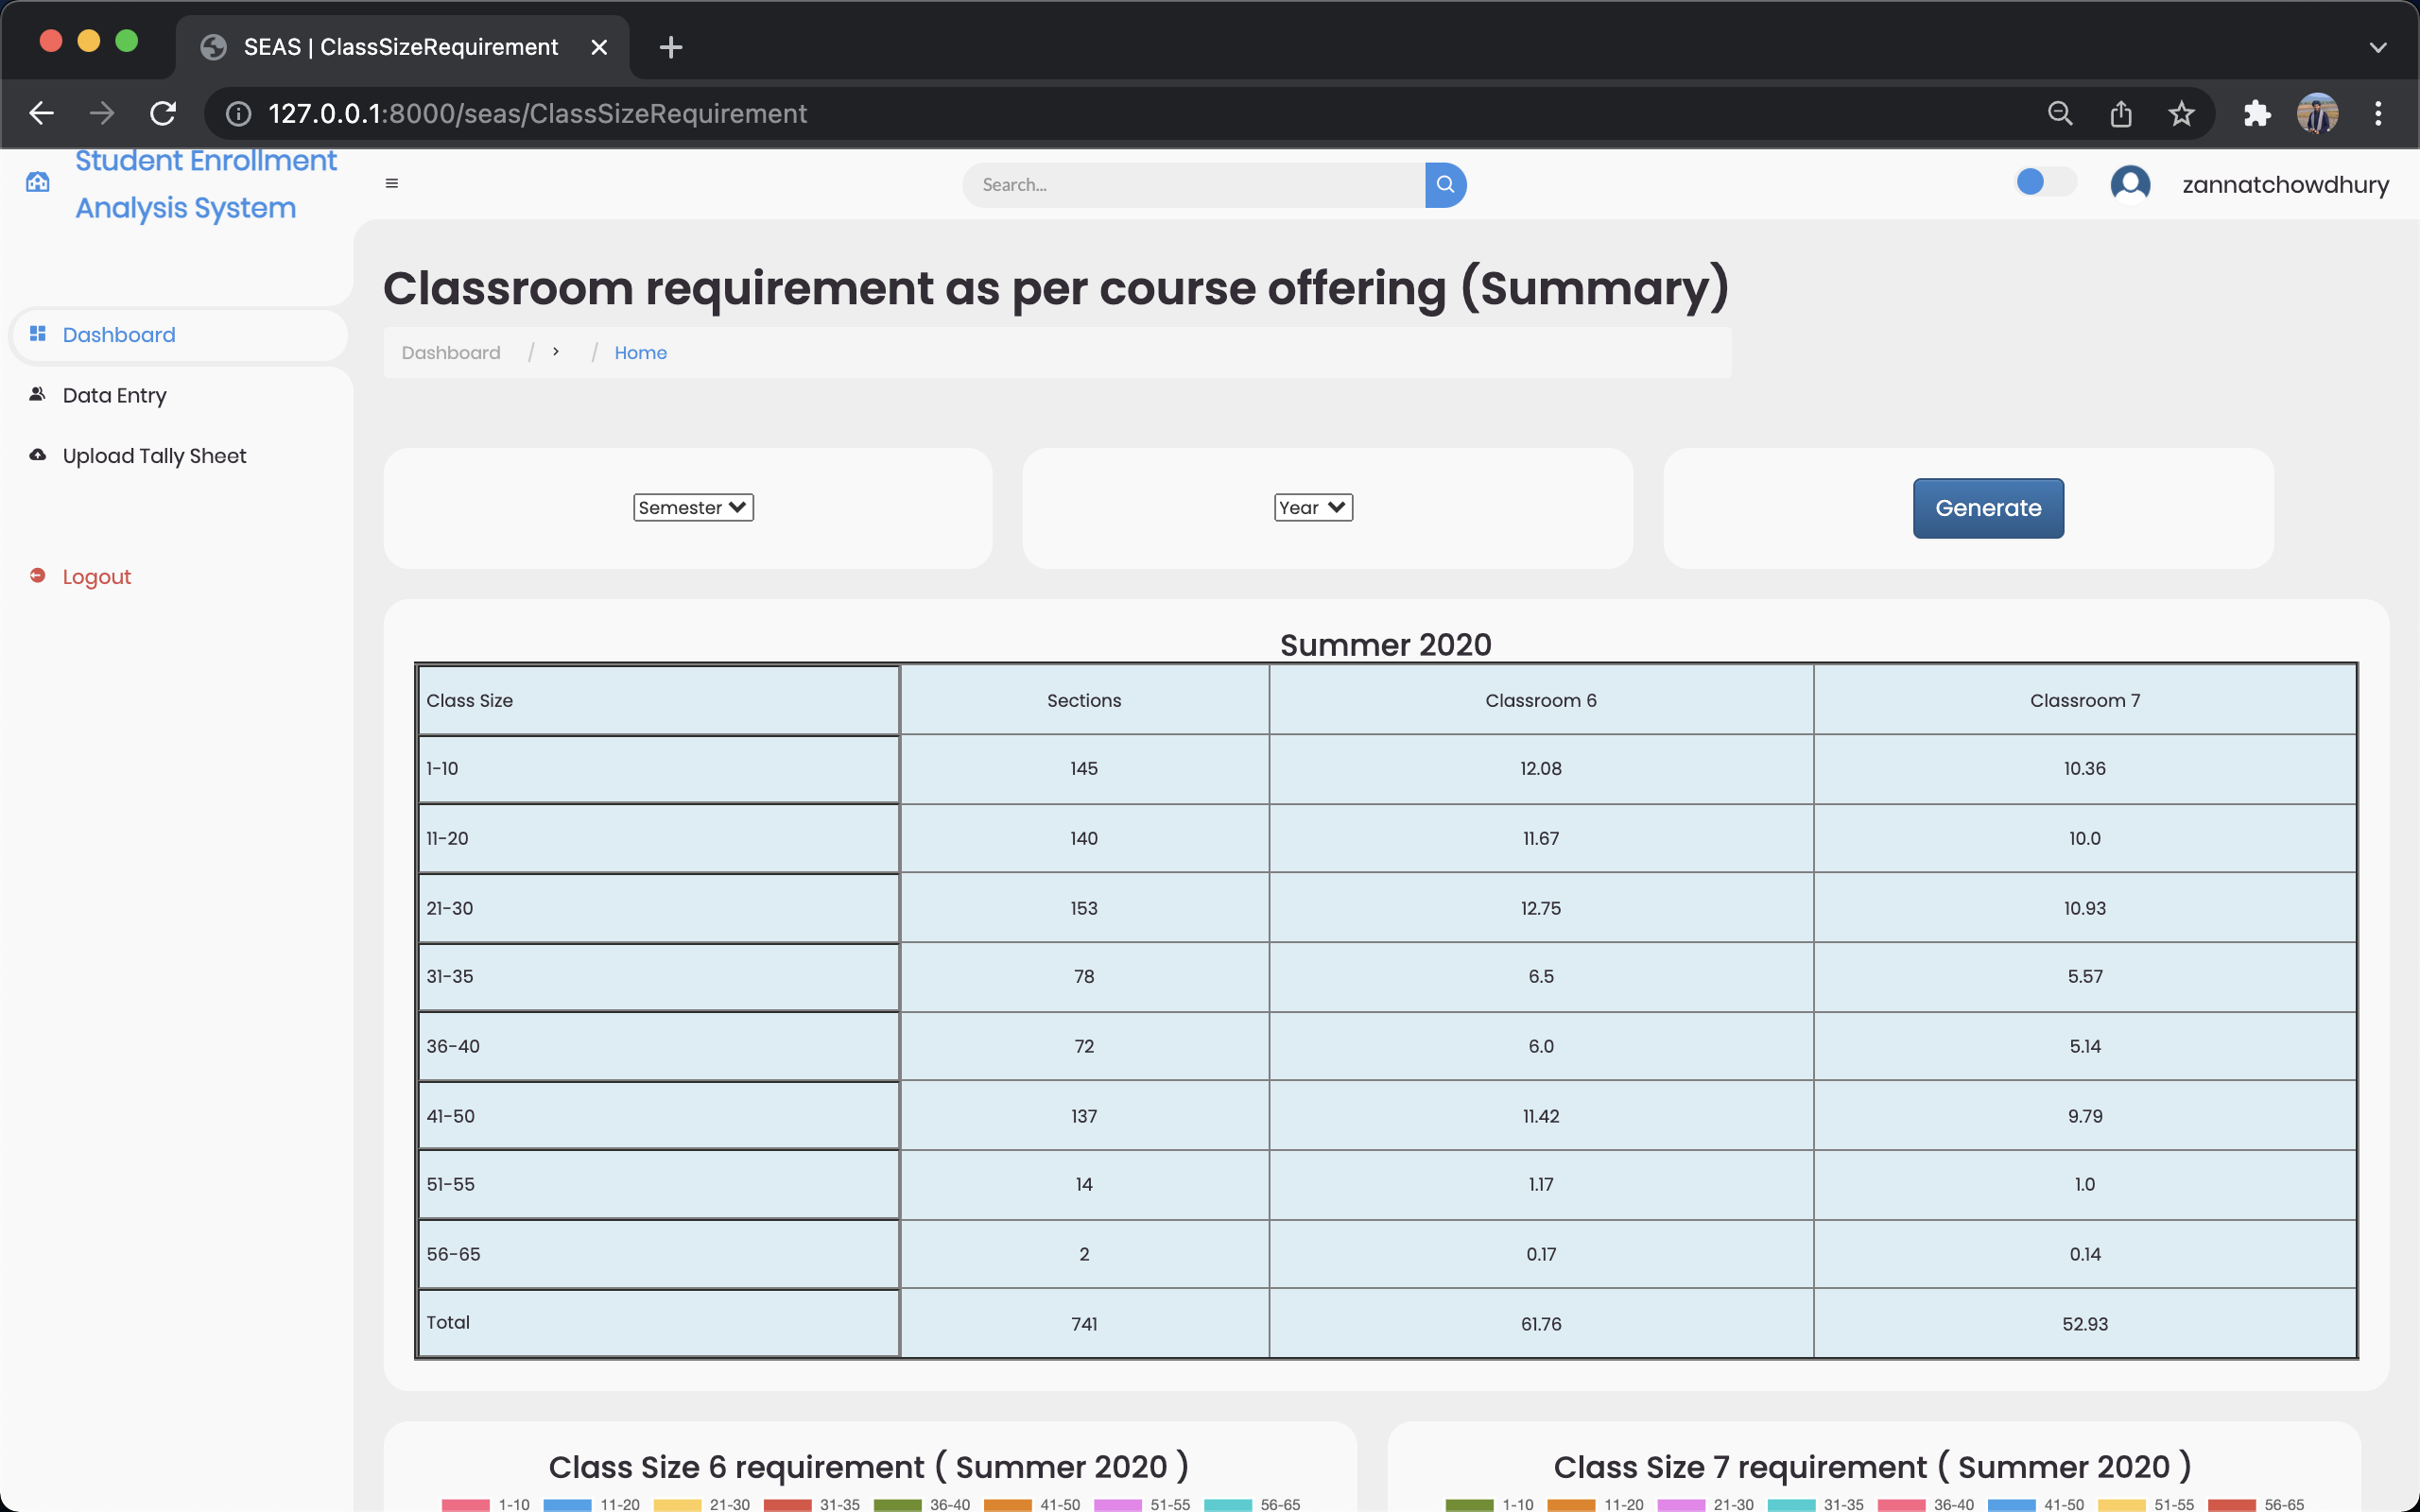 SEAS | ClassSizeRequirement
127.0.0.1:8000/seas/ClassSizeRequirement
Student Enrollment
Analysis System
Search...
zannatchowdhury
Dashboard
Data Entry
Upload Tally Sheet
Logout
Classroom requirement as per course offering (Summary)
Dashboard / > / Home
Semester
Year
Generate
Summer 2020
Class Size Sections Classroom 6 Classroom 7
1-10 145 12.08 10.36
11-20 140 11.67 10.0
21-30 153 12.75 10.93
31-35 78 6.5 5.57
36-40 72 6.0 5.14
41-50 137 11.42 9.79
51-55 14 1.17 1.0
56-65 2 0.17 0.14
Total 741 61.76 52.93
Class Size 6 requirement ( Summer 2020 )
1-10 11-20 21-30 31-35 36-40 41-50 51-55 56-65
Class Size 7 requirement ( Summer 2020 )
1-10 11-20 21-30 31-35 36-40 41-50 51-55 56-65